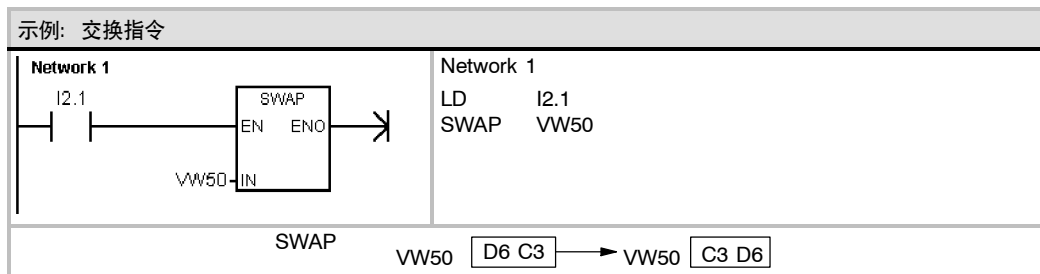 示例: 交换指令
Network 1
I2.1
SWAP
EN ENO
VW50 IN
Network 1
LD I2.1
SWAP VW50
SWAP VW50 D6 C3 VW50 C3 D6